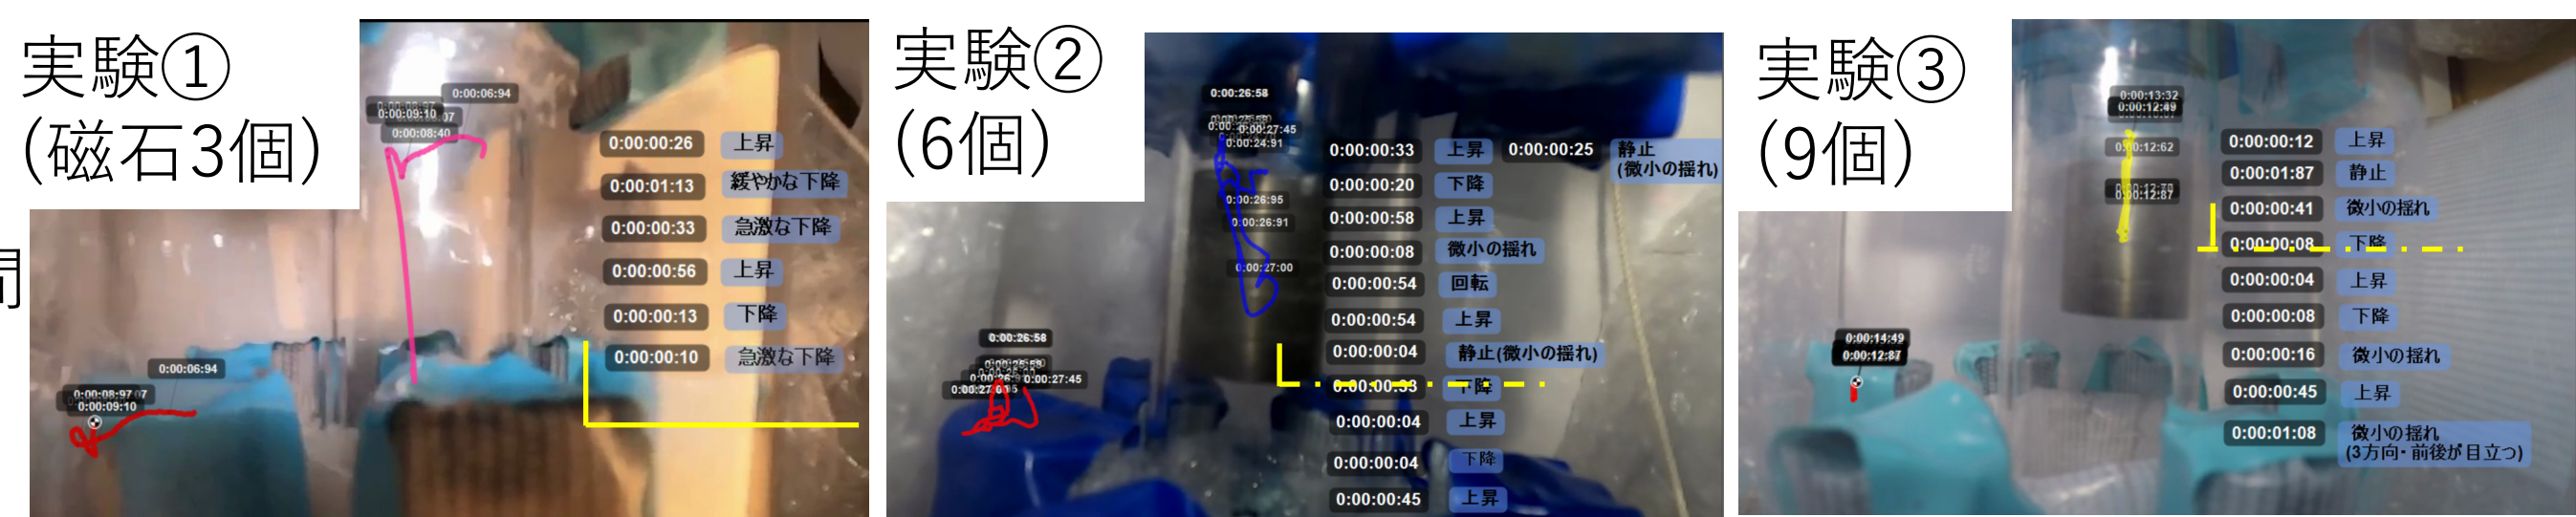 実験①
(磁石3個)
間
0:00:06:94
0:00:09:10
0:00:08:40
0:00:00:26 上昇
0:00:01:13 緩やかな下降
0:00:00:33 急激な下降
0:00:00:56 上昇
0:00:00:13 下降
0:00:00:10 急激な下降
0:00:06:94
0:00:08:97
0:00:09:10
実験②
(6個)
0:00:26:58
0:00:27:45
0:00:24:91
0:00:26:95
0:00:26:91
0:00:27:00
0:00:00:33 上昇 0:00:00:25 静止
(微小の揺れ)
0:00:00:20 下降
0:00:00:58 上昇
0:00:00:08 微小の揺れ
0:00:00:54 回転
0:00:00:54 上昇
0:00:00:04 静止(微小の揺れ)
0:00:00:33 下降
0:00:00:04 上昇
0:00:00:04 下降
0:00:00:45 上昇
0:00:26:58
0:00:27:45
実験③
(9個)
0:00:13:32
0:00:12:49
0:00:12:62
0:00:12:87
0:00:00:12 上昇
0:00:01:87 静止
0:00:00:41 微小の揺れ
0:00:00:08 下降
0:00:00:04 上昇
0:00:00:08 下降
0:00:00:16 微小の揺れ
0:00:00:45 上昇
0:00:01:08 微小の揺れ
(3方向・前後が目立つ)
0:00:14:49
0:00:12:87